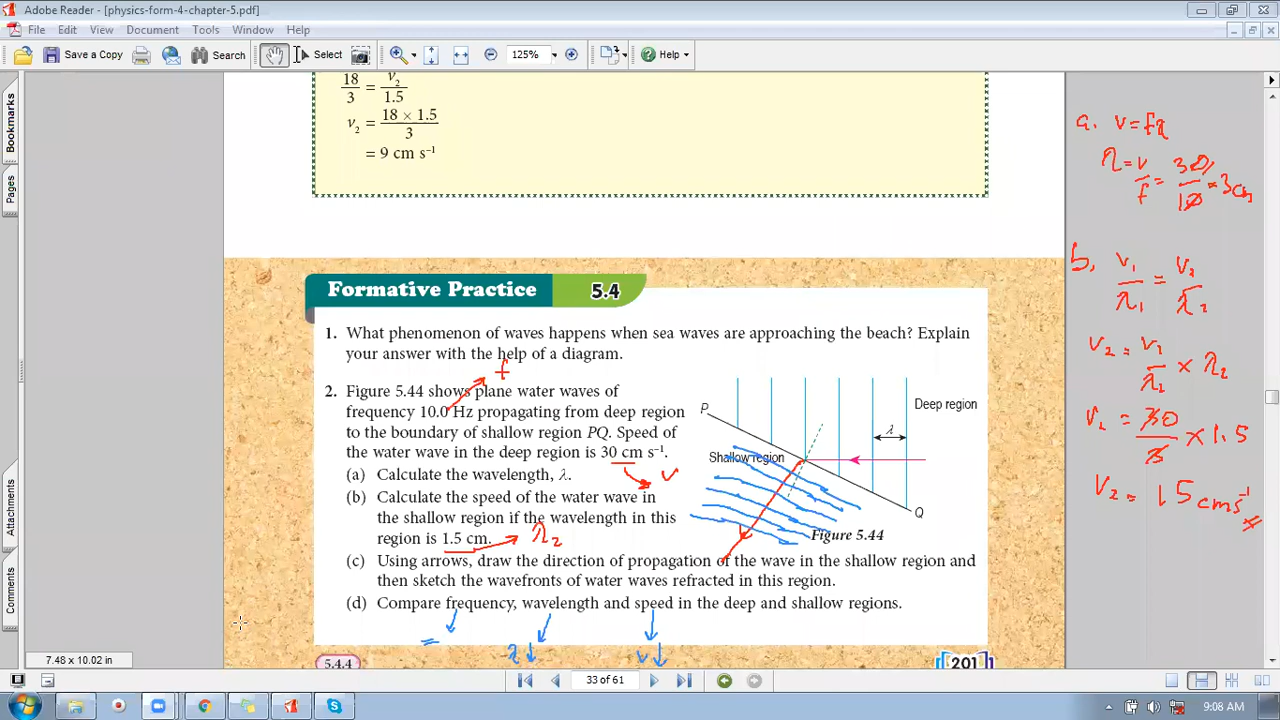 Adobe Reader - [physics-form-4-chapter-5.pdf]
File Edit View Document Tools Window Help
Save a Copy Search Select 125% Help
Bookmarks
Pages
Attachments
Comments
18/3 = v₂/1.5
v₂ = 18 × 1.5/3
= 9 cm s⁻¹
Formative Practice 5.4
1. What phenomenon of waves happens when sea waves are approaching the beach? Explain
your answer with the help of a diagram.
f
2. Figure 5.44 shows plane water waves of
frequency 10.0 Hz propagating from deep region
to the boundary of shallow region PQ. Speed of
the water wave in the deep region is 30 cm s⁻¹.
(a) Calculate the wavelength, λ.
v
(b) Calculate the speed of the water wave in
the shallow region if the wavelength in this
region is 1.5 cm.
λ₂
P
Deep region
λ
Shallow region
Q
Figure 5.44
(c) Using arrows, draw the direction of propagation of the wave in the shallow region and
then sketch the wavefronts of water waves refracted in this region.
(d) Compare frequency, wavelength and speed in the deep and shallow regions.
= λ↓ v↓
5.4.4 201
a. v = fλ
λ = v/f = 30/10 = 3cm
b, v₁/λ₁ = v₂/λ₂
v₂ = v₁/λ₁ × λ₂
v₂ = 30/3 × 1.5
v₂ = 15 cms⁻¹
7.48 x 10.02 in
33 of 61
9:08 AM